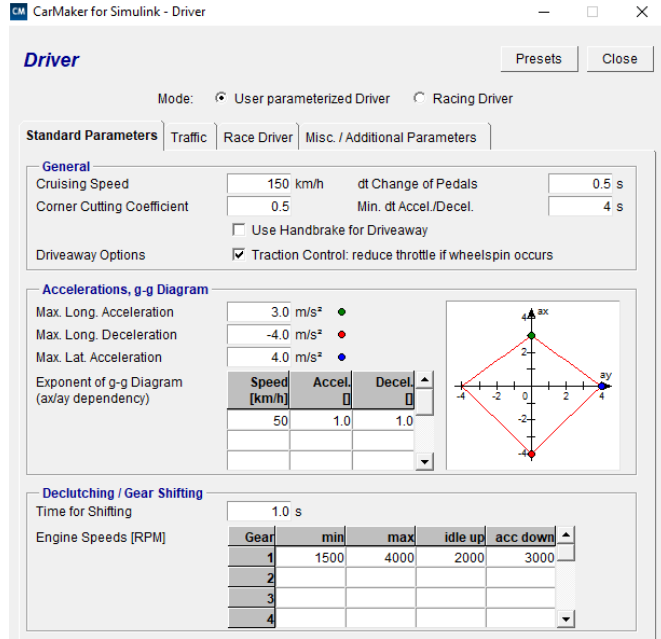 CM CarMaker for Simulink - Driver
Driver
Presets Close
Mode: User parameterized Driver Racing Driver
Standard Parameters Traffic Race Driver Misc. / Additional Parameters
General
Cruising Speed 150 km/h dt Change of Pedals 0.5 s
Corner Cutting Coefficient 0.5 Min. dt Accel./Decel. 4 s
Use Handbrake for Driveaway
Driveaway Options Traction Control: reduce throttle if wheelspin occurs
Accelerations, g-g Diagram
Max. Long. Acceleration 3.0 m/s²
Max. Long. Deceleration -4.0 m/s²
Max. Lat. Acceleration 4.0 m/s²
Exponent of g-g Diagram
(ax/ay dependency)
Speed Accel. Decel.
[km/h] [] []
50 1.0 1.0
ax
4
2
ay
-4 -2 0 2 4
-2
-4
Declutching / Gear Shifting
Time for Shifting 1.0 s
Engine Speeds [RPM] Gear min max idle up acc down
1 1500 4000 2000 3000
2
3
4